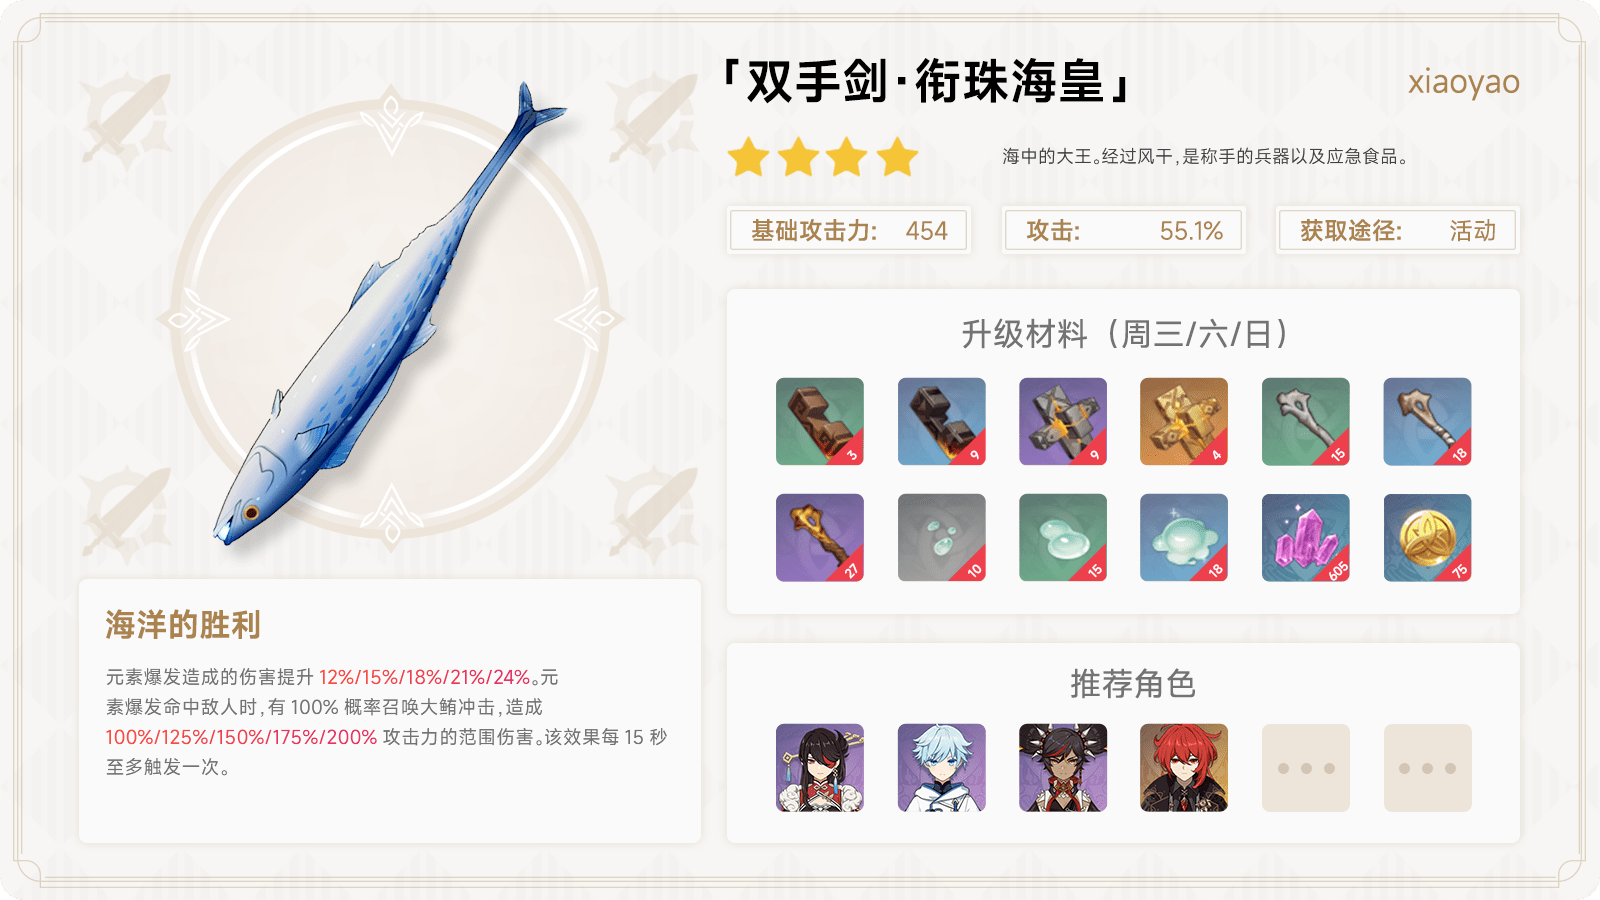 「双手剑·衔珠海皇」
xiaoyao
海中的大王。经过风干，是称手的兵器以及应急食品。
基础攻击力: 454
攻击: 55.1%
获取途径: 活动
升级材料（周三/六/日）
3 9 9 4 15 18
27 10 15 18 605 75
海洋的胜利
元素爆发造成的伤害提升 12%/15%/18%/21%/24%。元
素爆发命中敌人时，有 100% 概率召唤大鲔冲击，造成
100%/125%/150%/175%/200% 攻击力的范围伤害。该效果每 15 秒
至多触发一次。
推荐角色